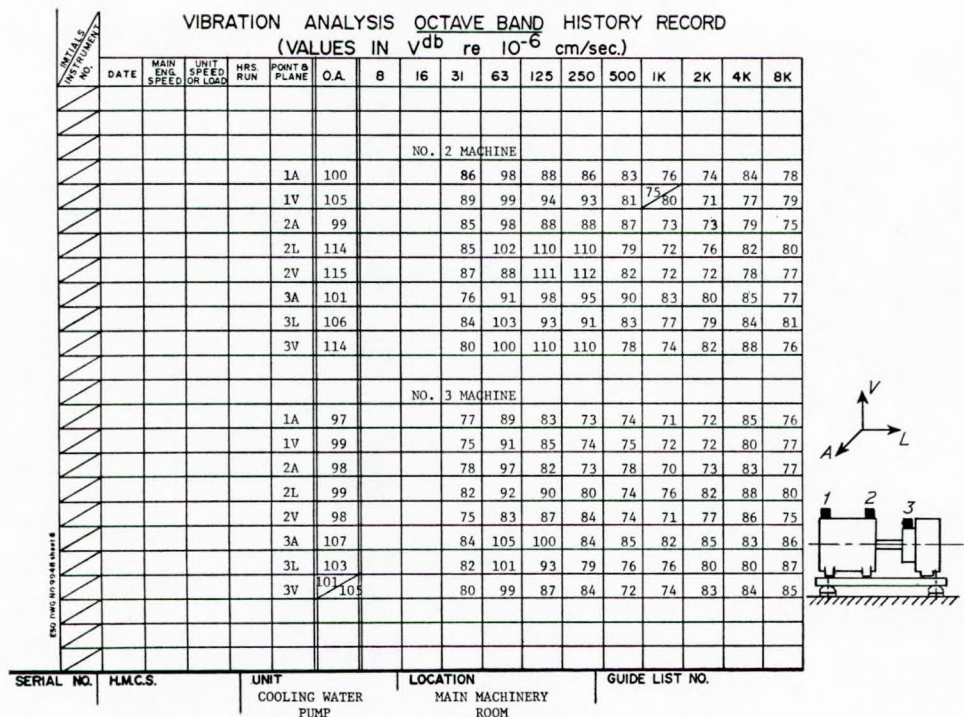 VIBRATION ANALYSIS OCTAVE BAND HISTORY RECORD
(VALUES IN Vdb re 10-6 cm/sec.)
INITIALS INSTRUMENT NO. DATE MAIN ENG. SPEED UNIT SPEED OR LOAD HRS. RUN POINT & PLANE O.A. 8 16 31 63 125 250 500 1K 2K 4K 8K
NO. 2 MACHINE
1A 100 86 98 88 86 83 76 74 84 78
1V 105 89 99 94 93 81 75/80 71 77 79
2A 99 85 98 88 88 87 73 73 79 75
2L 114 85 102 110 110 79 72 76 82 80
2V 115 87 88 111 112 82 72 72 78 77
3A 101 76 91 98 95 90 83 80 85 77
3L 106 84 103 93 91 83 77 79 84 81
3V 114 80 100 110 110 78 74 82 88 76
NO. 3 MACHINE
1A 97 77 89 83 73 74 71 72 85 76
1V 99 75 91 85 74 75 72 72 80 77
2A 98 78 97 82 73 78 70 73 83 77
2L 99 82 92 90 80 74 76 82 88 80
2V 98 75 83 87 84 74 71 77 86 75
3A 107 84 105 100 84 85 82 85 83 86
3L 103 82 101 93 79 76 76 80 80 87
3V 101/105 80 99 87 84 72 74 83 84 85
V
A L
1 2 3
SERIAL NO. H.M.C.S. UNIT LOCATION GUIDE LIST NO.
COOLING WATER MAIN MACHINERY
PUMP ROOM